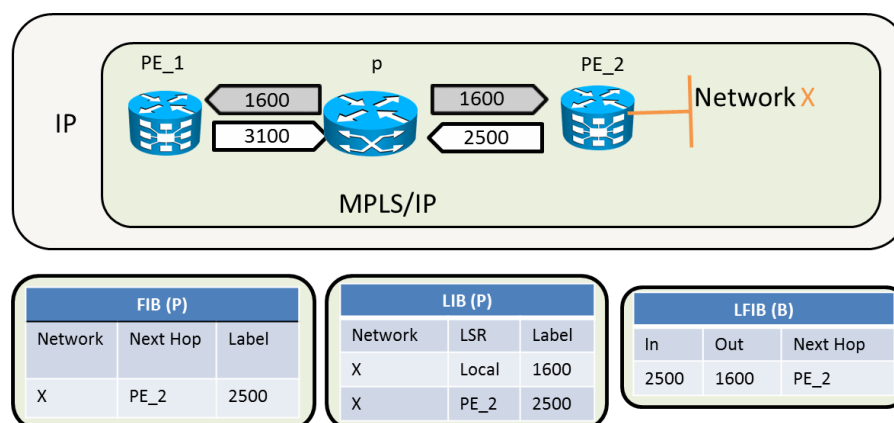 PE_1 p PE_2
1600 1600
Network X
IP
3100 2500
MPLS/IP
FIB (P)
Network Next Hop Label
X PE_2 2500
LIB (P)
Network LSR Label
X Local 1600
X PE_2 2500
LFIB (B)
In Out Next Hop
2500 1600 PE_2